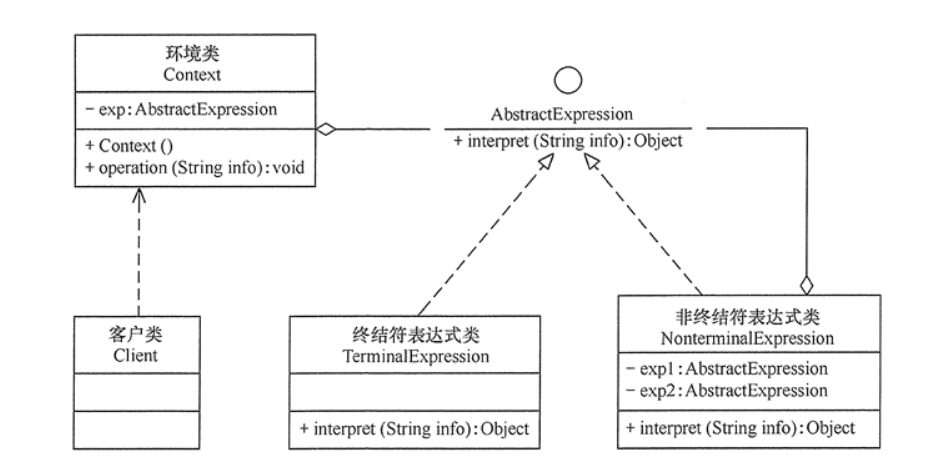 环境类
Context
- exp: AbstractExpression
+ Context ()
+ operation (String info): void
AbstractExpression
+ interpret (String info): Object
客户类
Client
终结符表达式类
TerminalExpression
+ interpret (String info): Object
非终结符表达式类
NonterminalExpression
- exp1: AbstractExpression
- exp2: AbstractExpression
+ interpret (String info): Object